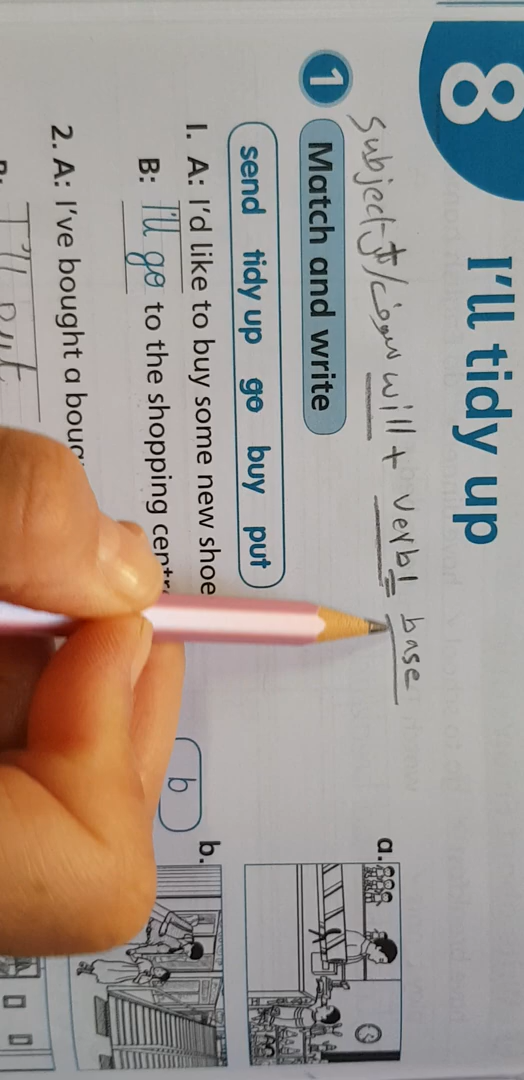 8 I'll tidy up
subject / سوف will + verb1 base
1 Match and write
send tidy up go buy put
1. A: I'd like to buy some new shoe
B: I'll go to the shopping centr
2. A: I've bought a bouq
I'll put
b
a.
b.